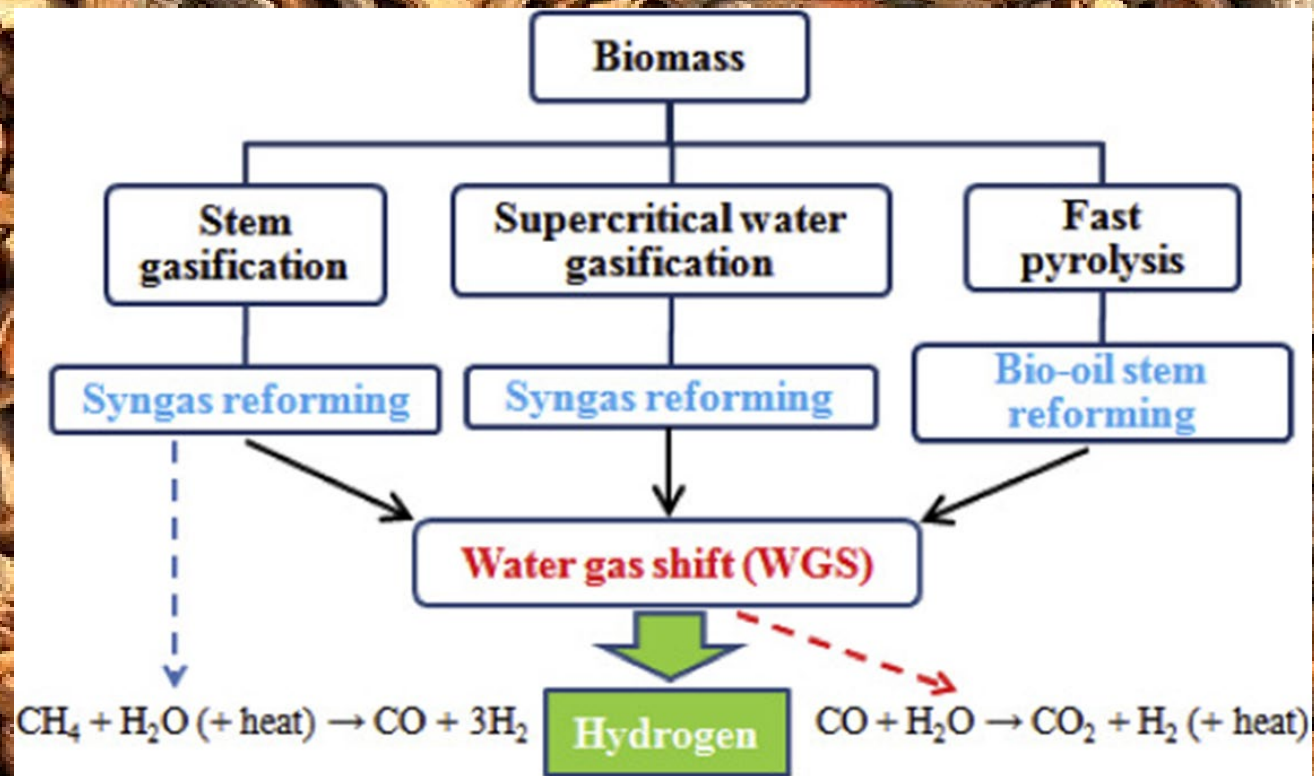 Biomass
Stem
gasification
Supercritical water
gasification
Fast
pyrolysis
Syngas reforming
Syngas reforming
Bio-oil stem
reforming
Water gas shift (WGS)
CH₄ + H₂O (+ heat) → CO + 3H₂
Hydrogen
CO + H₂O → CO₂ + H₂ (+ heat)